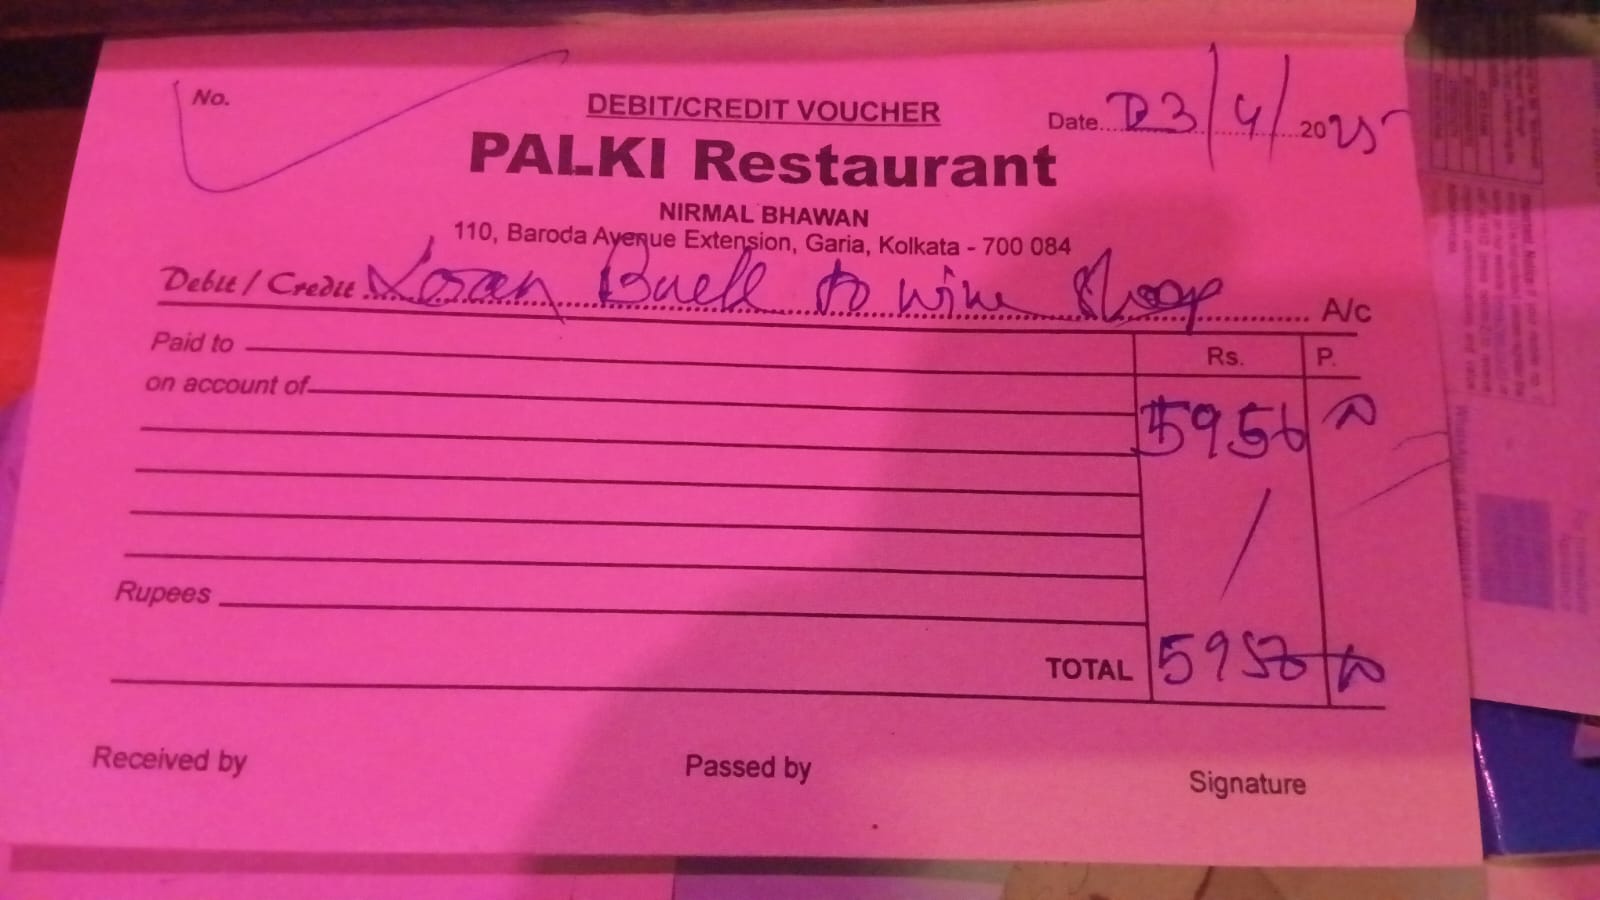 No.
DEBIT/CREDIT VOUCHER
Date 03/4/2025
PALKI Restaurant
NIRMAL BHAWAN
110, Baroda Avenue Extension, Garia, Kolkata - 700 084
Debit / Credit Loran Back to wine Shop A/c
Paid to
Rs. P.
on account of
5956
Rupees
TOTAL 5956
Received by Passed by Signature